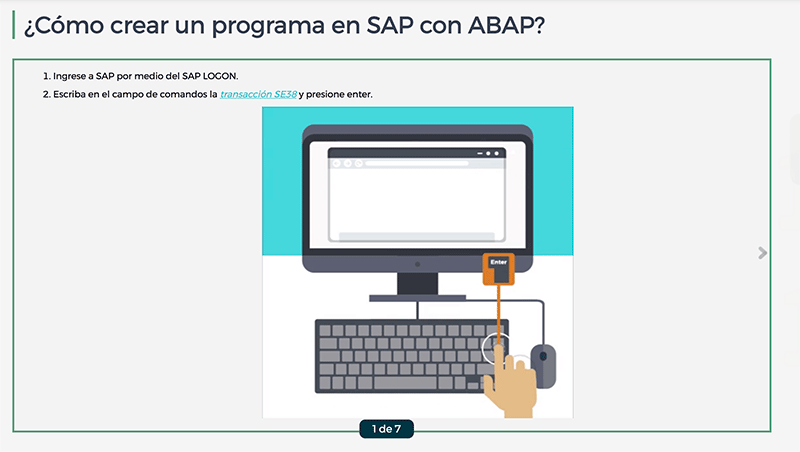 ¿Cómo crear un programa en SAP con ABAP?
1. Ingrese a SAP por medio del SAP LOGON.
2. Escriba en el campo de comandos la transacción SE38 y presione enter.
Enter
1 de 7